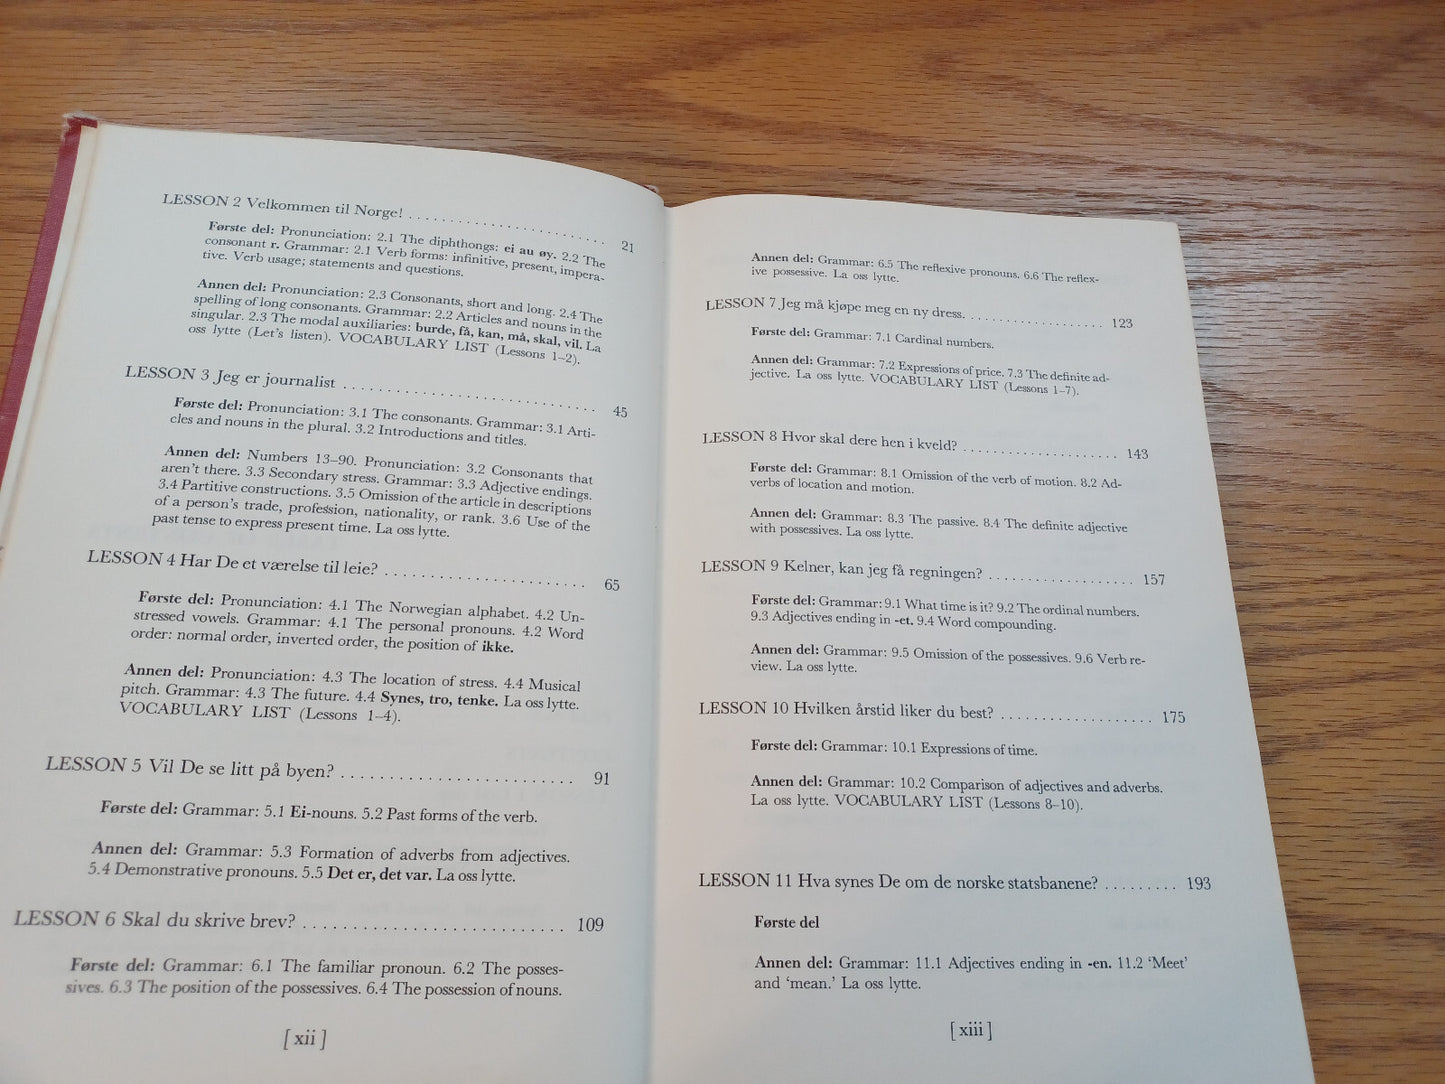 LESSON 2 Velkommen til Norge! . . . . . . . . . . . . . . . . . . . . . . . . . . 21
Første del: Pronunciation: 2.1 The diphthongs: ei au øy. 2.2 The
consonant r. Grammar: 2.1 Verb forms: infinitive, present, impera-
tive. Verb usage; statements and questions.
Annen del: Pronunciation: 2.3 Consonants, short and long. 2.4 The
spelling of long consonants. Grammar: 2.2 Articles and nouns in the
singular. 2.3 The modal auxiliaries: burde, få, kan, må, skal, vil. La
oss lytte (Let's listen). VOCABULARY LIST (Lessons 1–2).
LESSON 3 Jeg er journalist . . . . . . . . . . . . . . . . . . . . . . . . . . . . . . 45
Første del: Pronunciation: 3.1 The consonants. Grammar: 3.1 Arti-
cles and nouns in the plural. 3.2 Introductions and titles.
Annen del: Numbers 13–90. Pronunciation: 3.2 Consonants that
aren't there. 3.3 Secondary stress. Grammar: 3.3 Adjective endings.
3.4 Partitive constructions. 3.5 Omission of the article in descriptions
of a person's trade, profession, nationality, or rank. 3.6 Use of the
past tense to express present time. La oss lytte.
LESSON 4 Har De et værelse til leie? . . . . . . . . . . . . . . . . . . . . . . 65
Første del: Pronunciation: 4.1 The Norwegian alphabet. 4.2 Un-
stressed vowels. Grammar: 4.1 The personal pronouns. 4.2 Word
order: normal order, inverted order, the position of ikke.
Annen del: Pronunciation: 4.3 The location of stress. 4.4 Musical
pitch. Grammar: 4.3 The future. 4.4 Synes, tro, tenke. La oss lytte.
VOCABULARY LIST (Lessons 1–4).
LESSON 5 Vil De se litt på byen? . . . . . . . . . . . . . . . . . . . . . . . . 91
Første del: Grammar: 5.1 Ei-nouns. 5.2 Past forms of the verb.
Annen del: Grammar: 5.3 Formation of adverbs from adjectives.
5.4 Demonstrative pronouns. 5.5 Det er, det var. La oss lytte.
LESSON 6 Skal du skrive brev? . . . . . . . . . . . . . . . . . . . . . . . . . . . 109
Første del: Grammar: 6.1 The familiar pronoun. 6.2 The posses-
sives. 6.3 The position of the possessives. 6.4 The possession of nouns.
[ xii ]
Annen del: Grammar: 6.5 The reflexive pronouns. 6.6 The reflex-
ive possessive. La oss lytte.
LESSON 7 Jeg må kjøpe meg en ny dress. . . . . . . . . . . . . . . . . . . 123
Første del: Grammar: 7.1 Cardinal numbers.
Annen del: Grammar: 7.2 Expressions of price. 7.3 The definite ad-
jective. La oss lytte. VOCABULARY LIST (Lessons 1–7).
LESSON 8 Hvor skal dere hen i kveld? . . . . . . . . . . . . . . . . . . . . 143
Første del: Grammar: 8.1 Omission of the verb of motion. 8.2 Ad-
verbs of location and motion.
Annen del: Grammar: 8.3 The passive. 8.4 The definite adjective
with possessives. La oss lytte.
LESSON 9 Kelner, kan jeg få regningen? . . . . . . . . . . . . . . . . . . 157
Første del: Grammar: 9.1 What time is it? 9.2 The ordinal numbers.
9.3 Adjectives ending in -et. 9.4 Word compounding.
Annen del: Grammar: 9.5 Omission of the possessives. 9.6 Verb re-
view. La oss lytte.
LESSON 10 Hvilken årstid liker du best? . . . . . . . . . . . . . . . . . . . 175
Første del: Grammar: 10.1 Expressions of time.
Annen del: Grammar: 10.2 Comparison of adjectives and adverbs.
La oss lytte. VOCABULARY LIST (Lessons 8–10).
LESSON 11 Hva synes De om de norske statsbanene? . . . . . . . . . 193
Første del
Annen del: Grammar: 11.1 Adjectives ending in -en. 11.2 'Meet'
and 'mean.' La oss lytte.
[ xiii ]